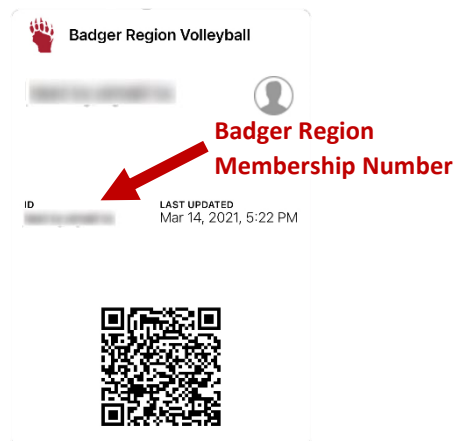 Badger Region Volleyball
Badger Region
Membership Number
ID
LAST UPDATED
Mar 14, 2021, 5:22 PM